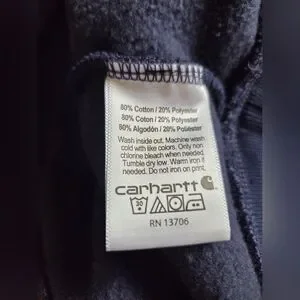 80% Cotton / 20% Polyester
80% Coton / 20% Polyester
80% Algodón / 20% Poliéster
Wash inside out. Machine wash
cold with like colors. Only non
chlorine bleach when needed.
Tumble dry low. Warm iron if
needed. Do not iron on print.
carhartt
30
RN 13706